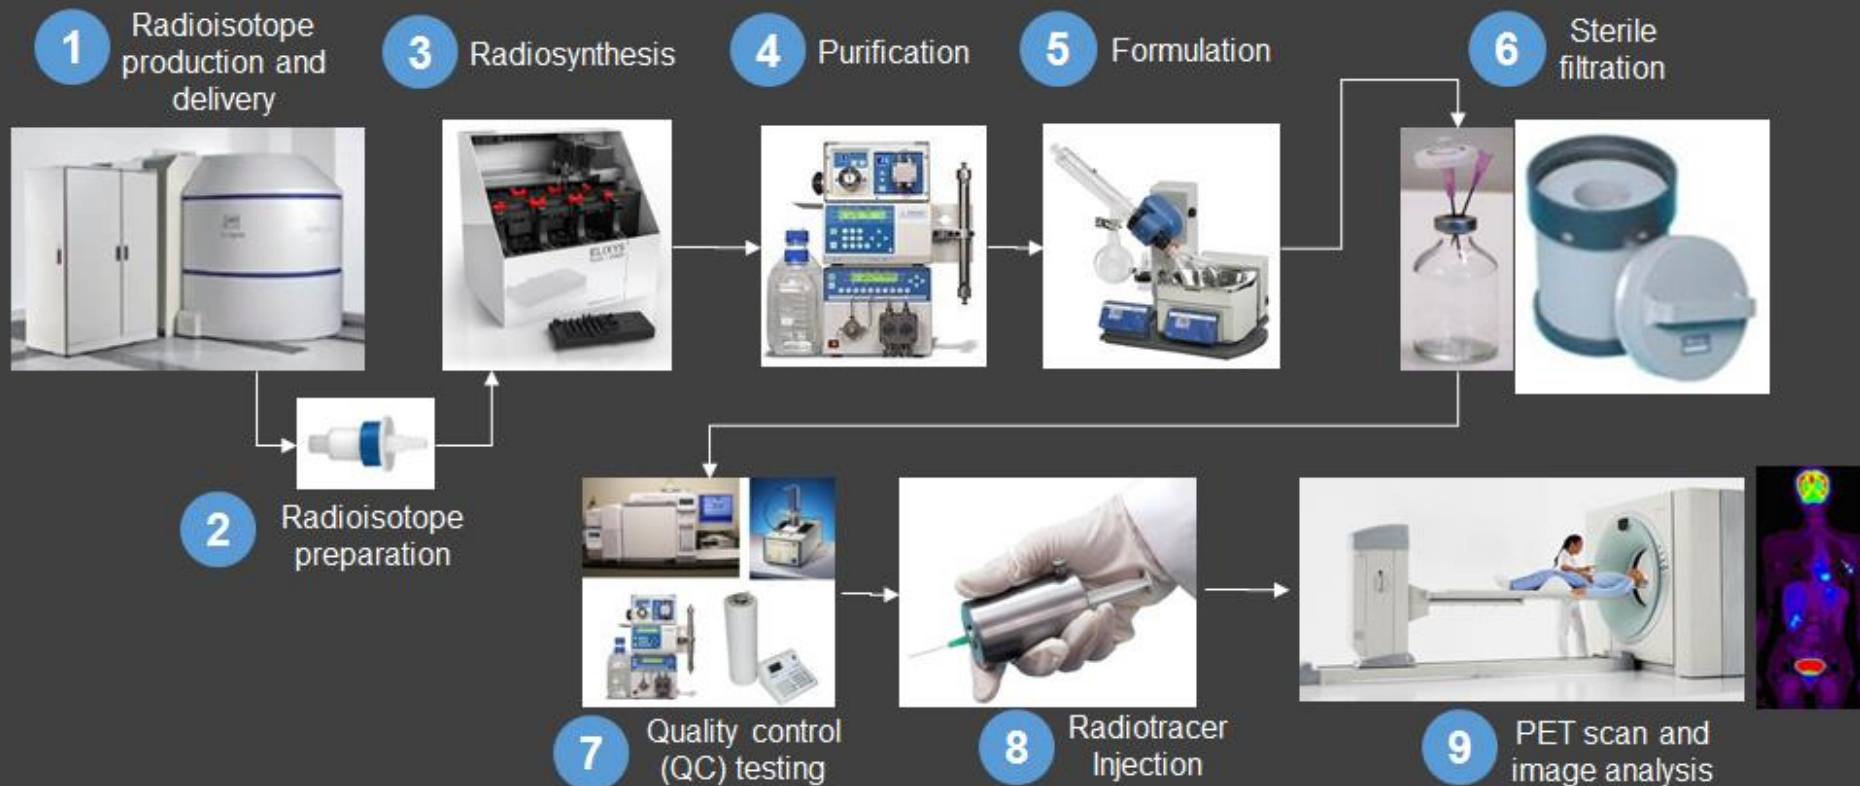 1
Radioisotope
production and
delivery
3
Radiosynthesis
4
Purification
5
Formulation
6
Sterile
filtration
ELIXYS
2
Radioisotope
preparation
7
Quality control
(QC) testing
8
Radiotracer
Injection
9
PET scan and
image analysis